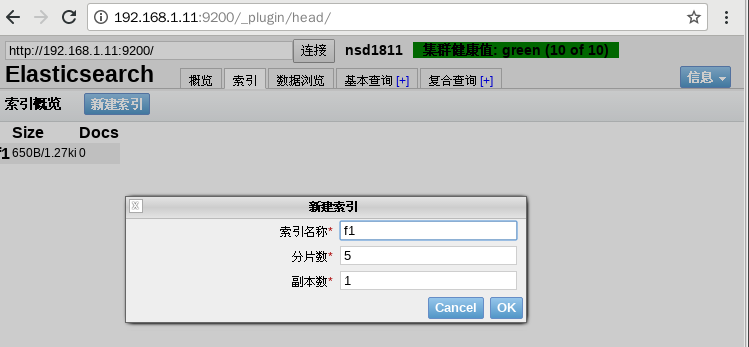 192.168.1.11:9200/_plugin/head/
http://192.168.1.11:9200/ 连接 nsd1811 集群健康值: green (10 of 10)
Elasticsearch 概览 索引 数据浏览 基本查询 [+] 复合查询 [+] 信息
索引概览 新建索引
Size Docs
f1 650B/1.27ki 0
新建索引
索引名称* f1
分片数* 5
副本数* 1
Cancel OK